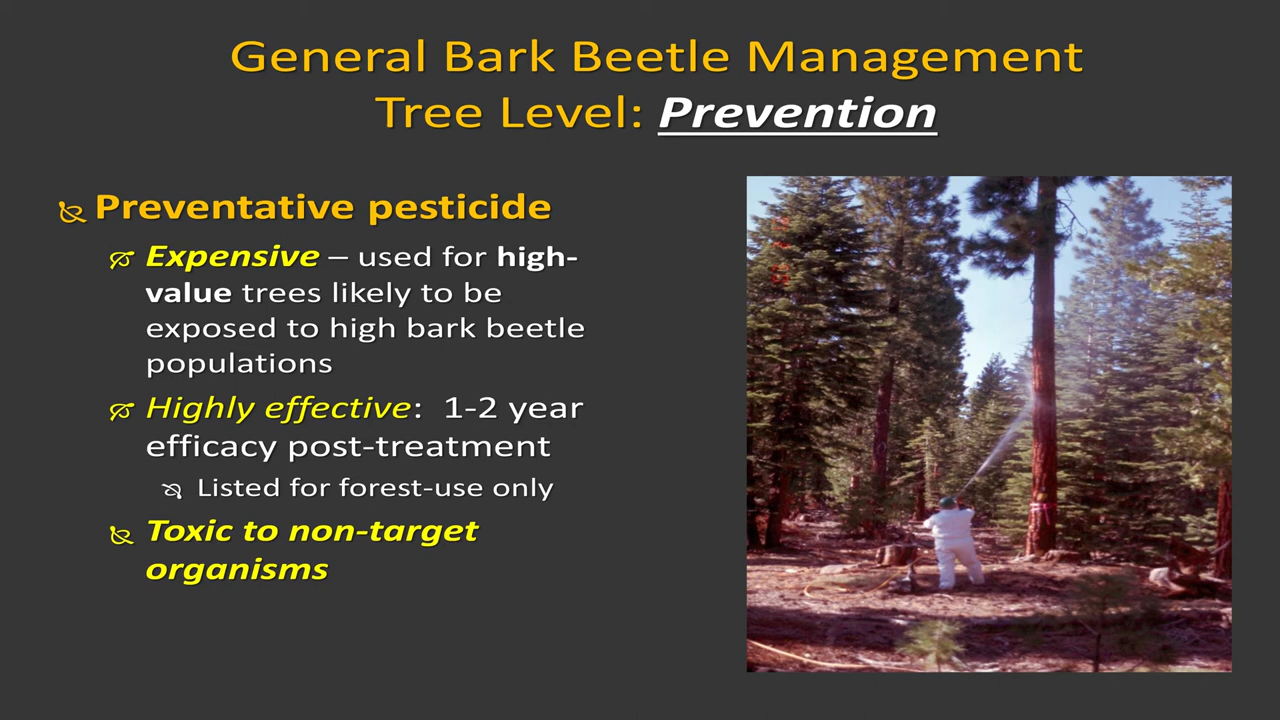 General Bark Beetle Management
Tree Level: Prevention
Preventative pesticide
Expensive – used for high-
value trees likely to be
exposed to high bark beetle
populations
Highly effective: 1-2 year
efficacy post-treatment
Listed for forest-use only
Toxic to non-target
organisms